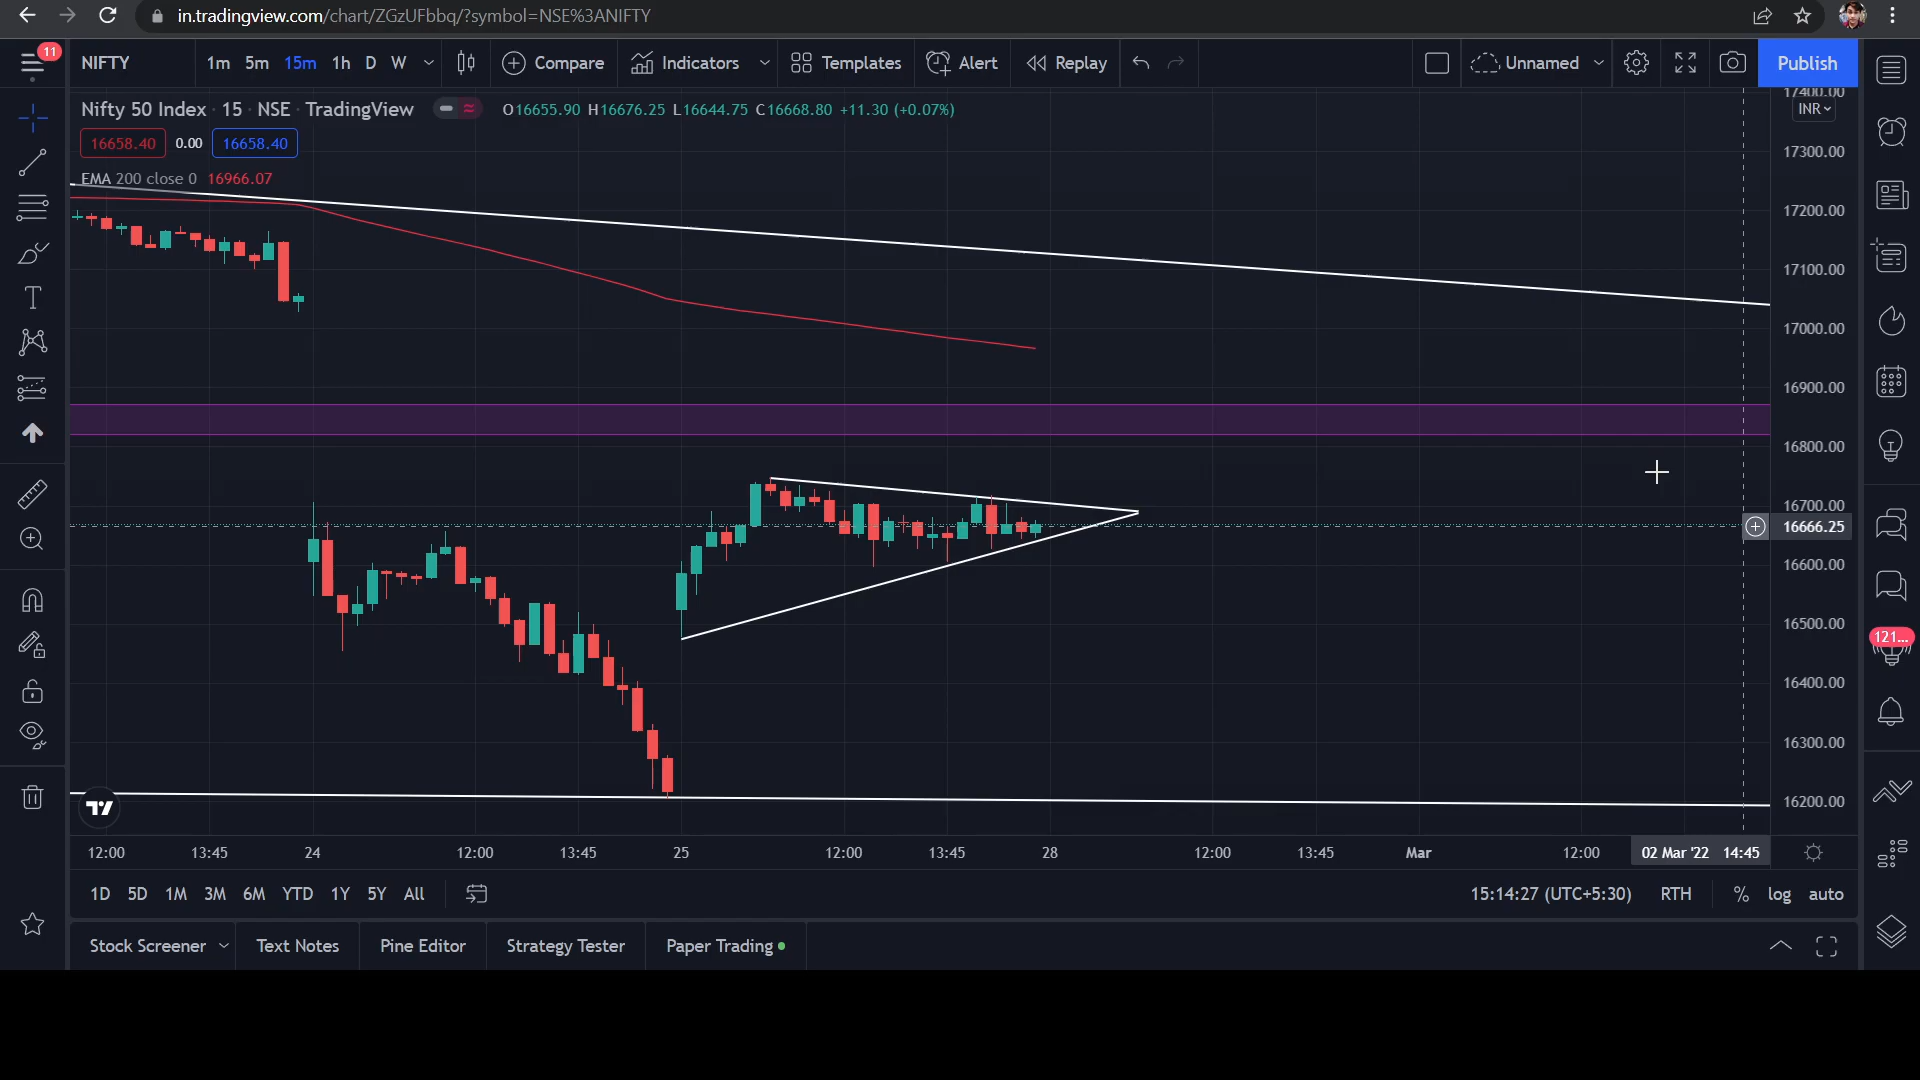 in.tradingview.com/chart/ZGzUFbbq/?symbol=NSE%3ANIFTY
11
NIFTY 1m 5m 15m 1h D W Compare Indicators Templates Alert Replay Unnamed Publish
Nifty 50 Index · 15 · NSE · TradingView O16655.90 H16676.25 L16644.75 C16668.80 +11.30 (+0.07%)
16658.40 0.00 16658.40
EMA 200 close 0 16966.07
17400.00
INR
17300.00
17200.00
17100.00
17000.00
16900.00
16800.00
16700.00
16666.25
16600.00
16500.00
121...
16400.00
16300.00
16200.00
12:00 13:45 24 12:00 13:45 25 12:00 13:45 28 12:00 13:45 Mar 12:00 02 Mar '22 14:45
1D 5D 1M 3M 6M YTD 1Y 5Y All 15:14:27 (UTC+5:30) RTH % log auto
Stock Screener Text Notes Pine Editor Strategy Tester Paper Trading